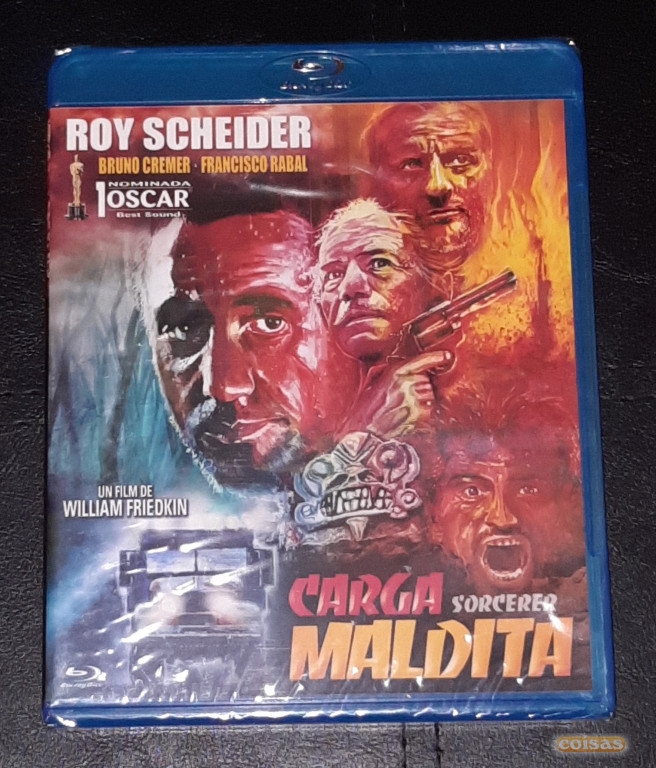 ROY SCHEIDER
BRUNO CREMER · FRANCISCO RABAL
1 NOMINADA
OSCAR
Best Sound
UN FILM DE
WILLIAM FRIEDKIN
CARGA SORCERER
MALDITA
coisas